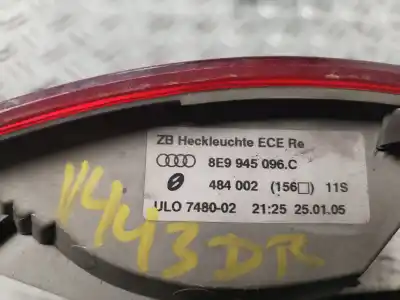 ZB Heckleuchte ECE Re
8E9 945 096.C
484 002 (156□) 11S
ULO 7480-02 21:25 25.01.05
V443DR